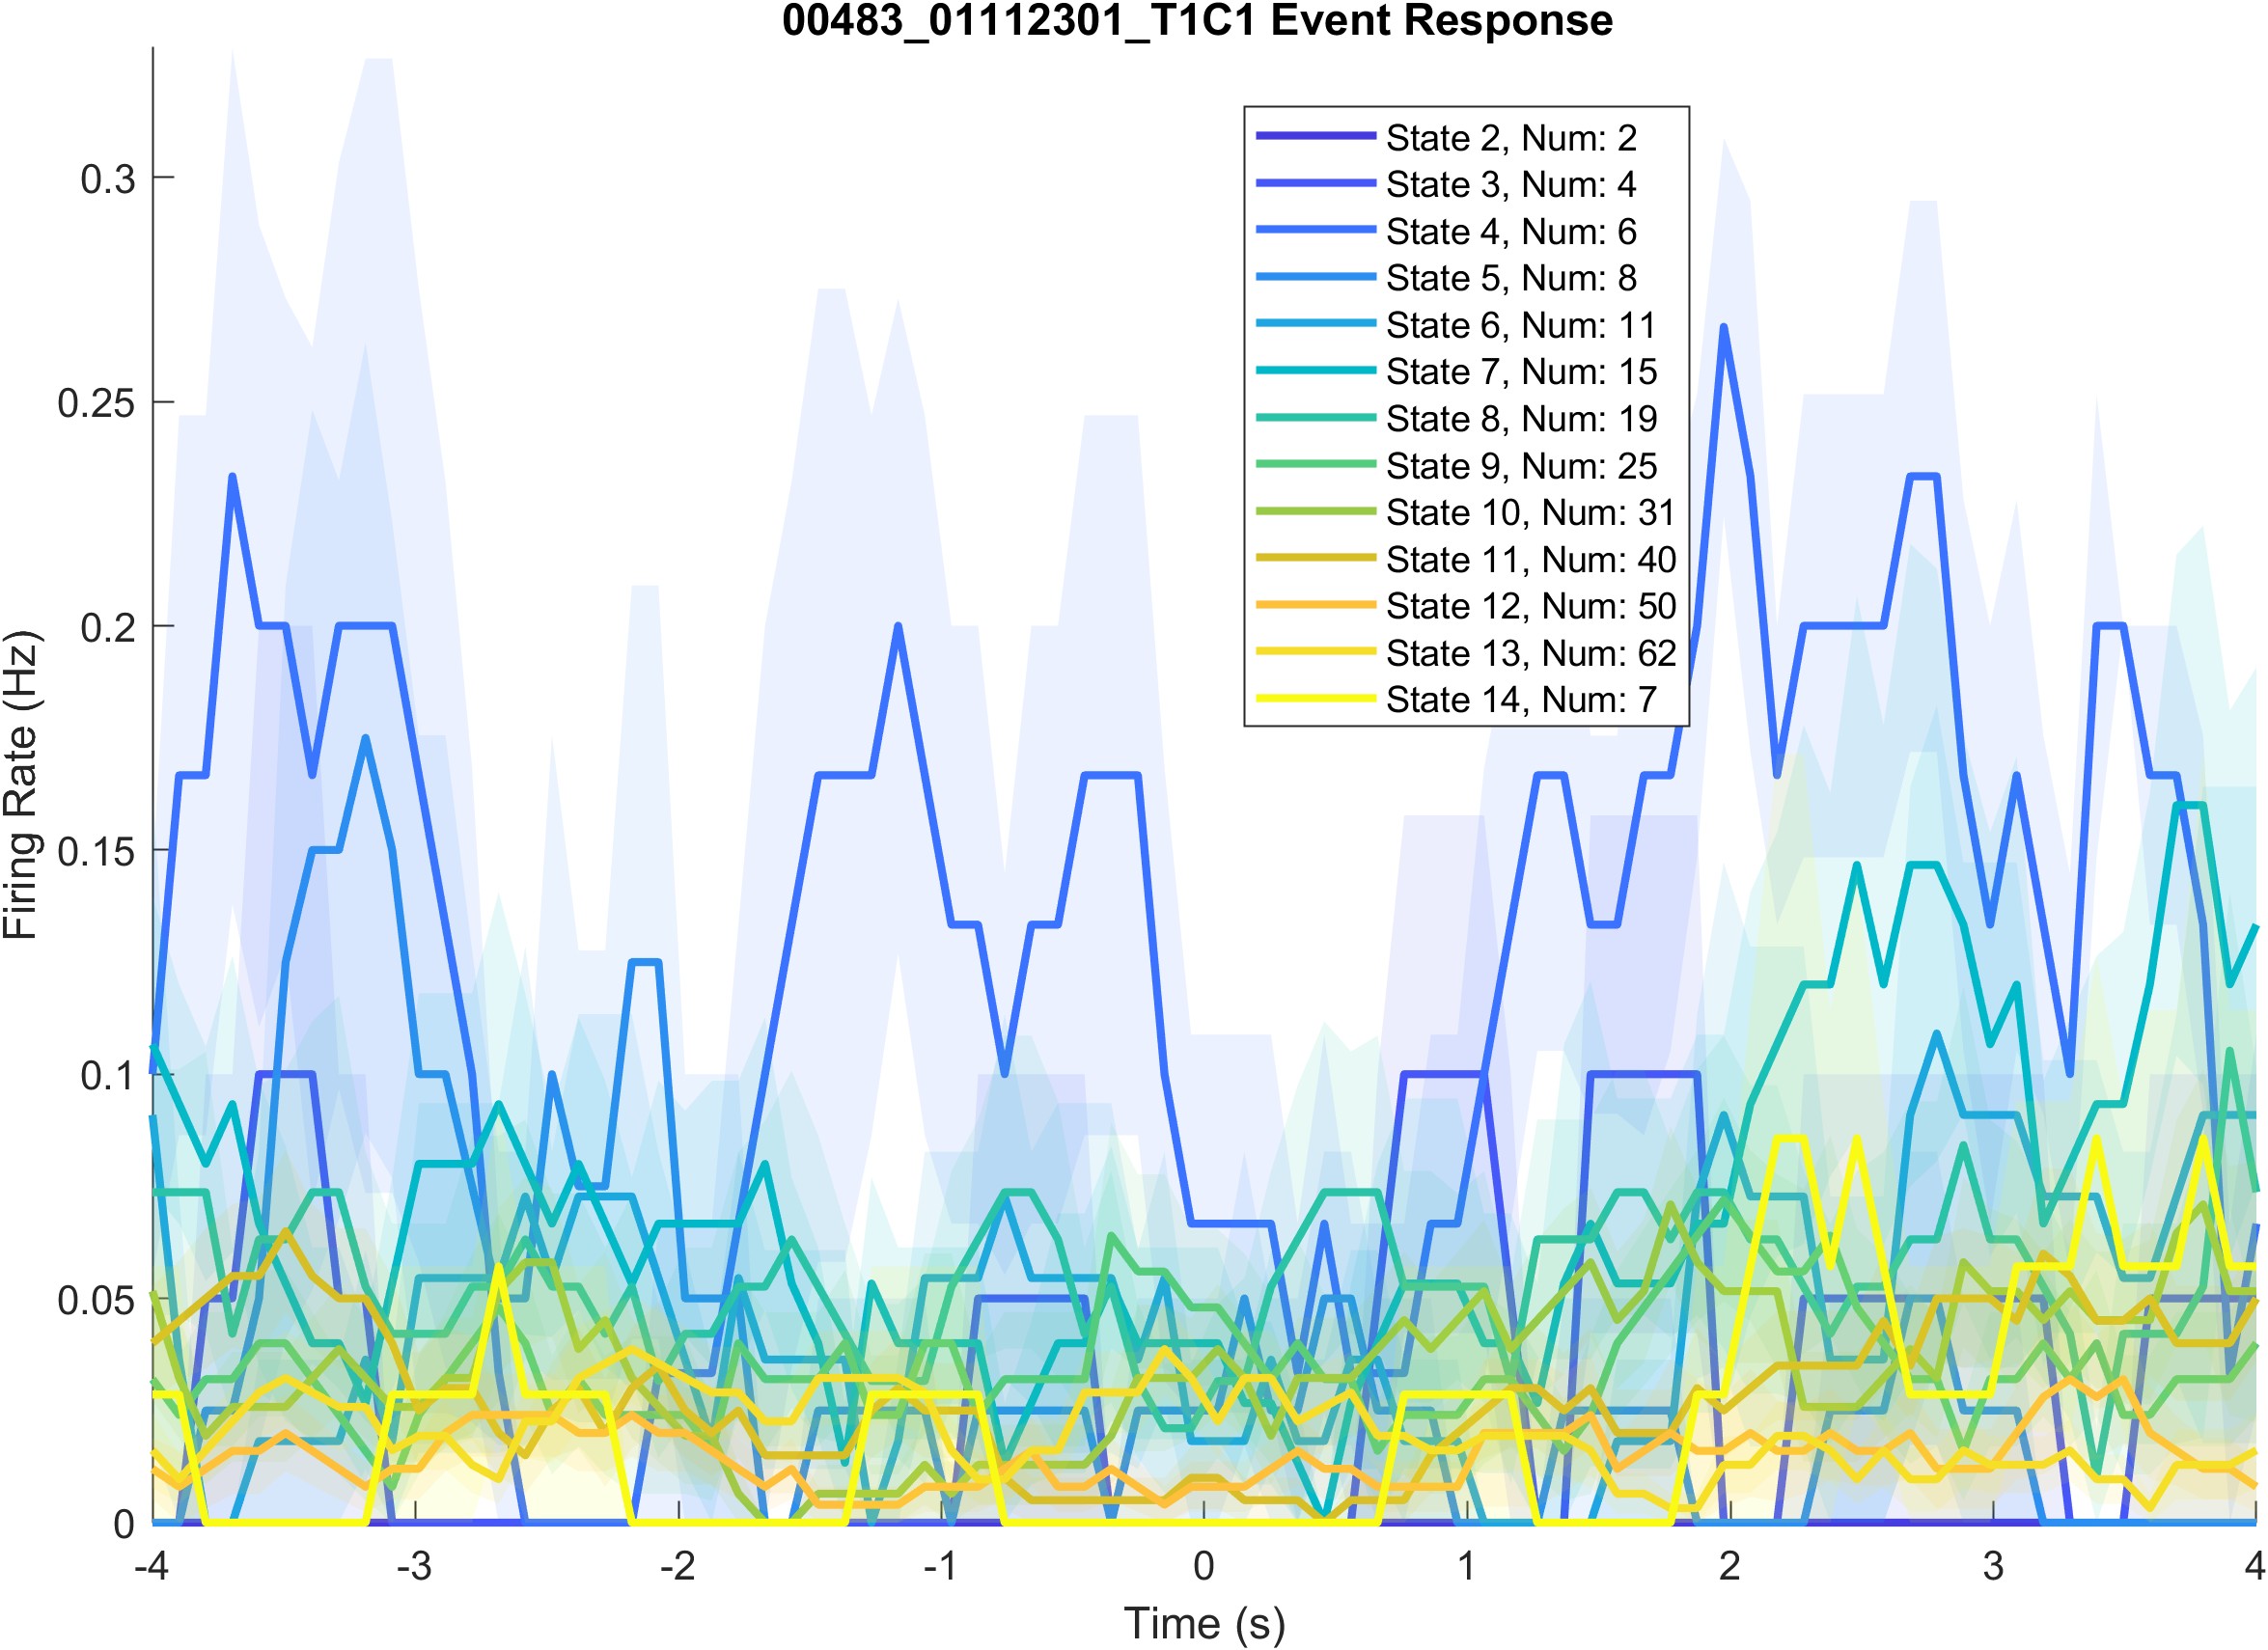 00483_01112301_T1C1 Event Response
State 2, Num: 2
State 3, Num: 4
State 4, Num: 6
State 5, Num: 8
State 6, Num: 11
State 7, Num: 15
State 8, Num: 19
State 9, Num: 25
State 10, Num: 31
State 11, Num: 40
State 12, Num: 50
State 13, Num: 62
State 14, Num: 7
Firing Rate (Hz)
0.3
0.25
0.2
0.15
0.1
0.05
0
-4 -3 -2 -1 0 1 2 3 4
Time (s)